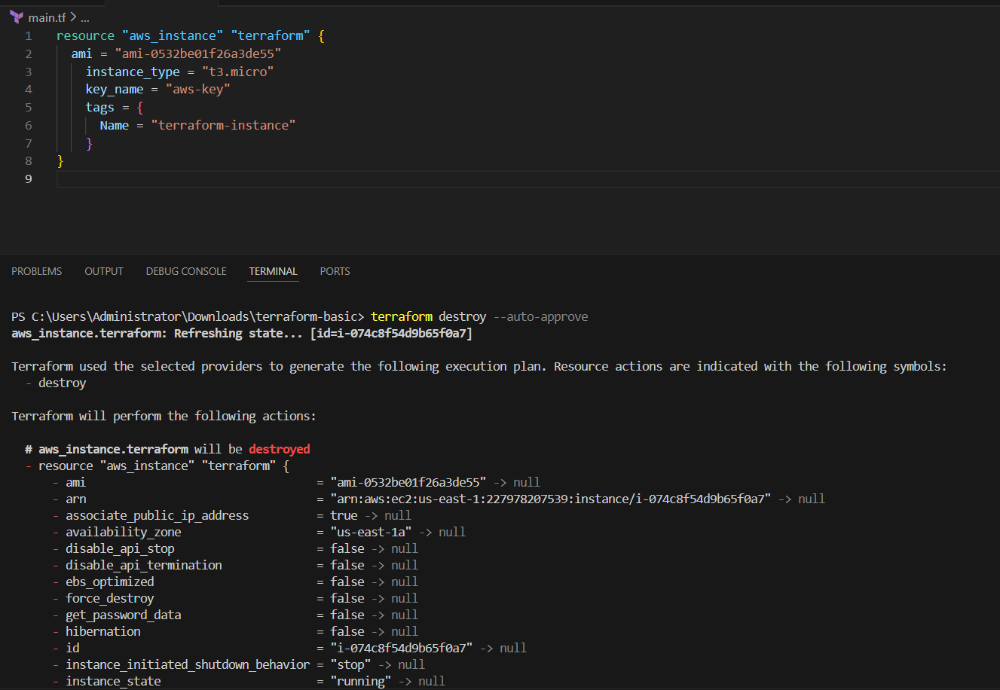 main.tf > ...
1 resource "aws_instance" "terraform" {
2 ami = "ami-0532be01f26a3de55"
3 instance_type = "t3.micro"
4 key_name = "aws-key"
5 tags = {
6 Name = "terraform-instance"
7 }
8 }
9
PROBLEMS OUTPUT DEBUG CONSOLE TERMINAL PORTS
PS C:\Users\Administrator\Downloads\terraform-basic> terraform destroy --auto-approve
aws_instance.terraform: Refreshing state... [id=i-074c8f54d9b65f0a7]
Terraform used the selected providers to generate the following execution plan. Resource actions are indicated with the following symbols:
- destroy
Terraform will perform the following actions:
# aws_instance.terraform will be destroyed
- resource "aws_instance" "terraform" {
- ami = "ami-0532be01f26a3de55" -> null
- arn = "arn:aws:ec2:us-east-1:227978207539:instance/i-074c8f54d9b65f0a7" -> null
- associate_public_ip_address = true -> null
- availability_zone = "us-east-1a" -> null
- disable_api_stop = false -> null
- disable_api_termination = false -> null
- ebs_optimized = false -> null
- force_destroy = false -> null
- get_password_data = false -> null
- hibernation = false -> null
- id = "i-074c8f54d9b65f0a7" -> null
- instance_initiated_shutdown_behavior = "stop" -> null
- instance_state = "running" -> null